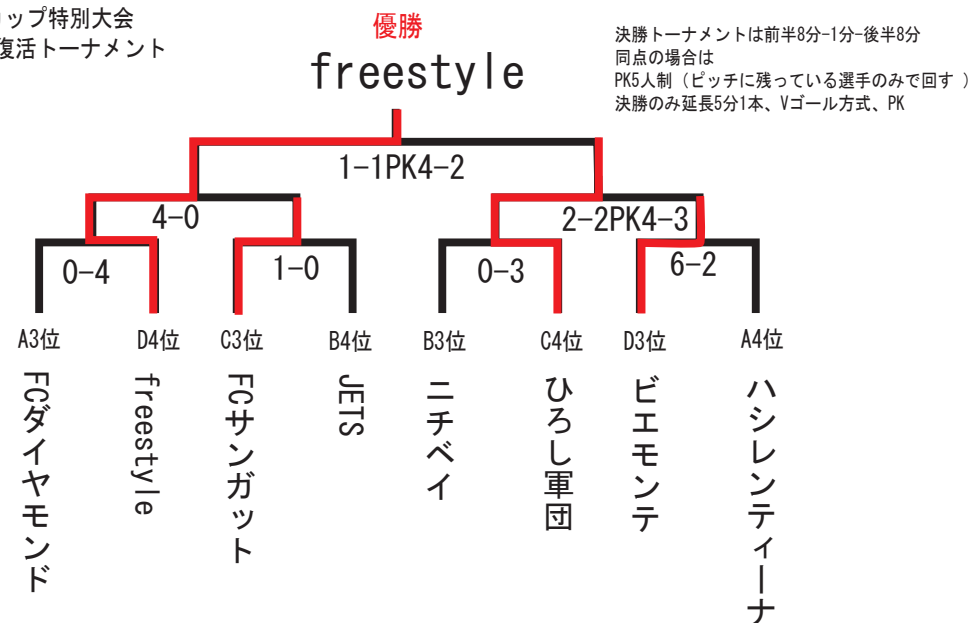 ップ特別大会
復活トーナメント
優勝
freestyle
決勝トーナメントは前半8分-1分-後半8分
同点の場合は
PK5人制（ピッチに残っている選手のみで回す ）
決勝のみ延長5分1本、Vゴール方式、PK
1-1PK4-2
4-0
2-2PK4-3
0-4
1-0
0-3
6-2
A3位
D4位
C3位
B4位
B3位
C4位
D3位
A4位
FCダイヤモンド
freestyle
FCサンガット
JETS
ニチベイ
ひろし軍団
ビエモンテ
ハシレンティーナ